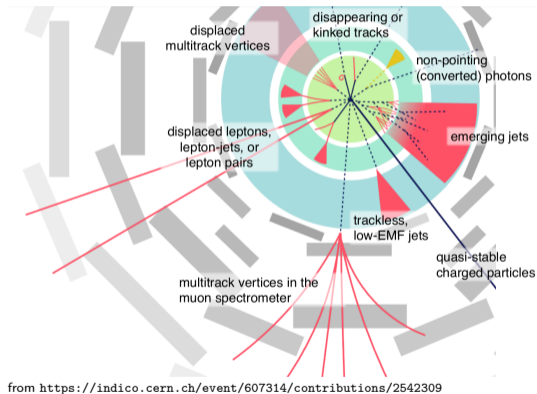 displaced
multitrack vertices
disappearing or
kinked tracks
non-pointing
(converted) photons
displaced leptons,
lepton-jets, or
lepton pairs
emerging jets
trackless,
low-EMF jets
quasi-stable
charged particles
multitrack vertices in the
muon spectrometer
from https://indico.cern.ch/event/607314/contributions/2542309